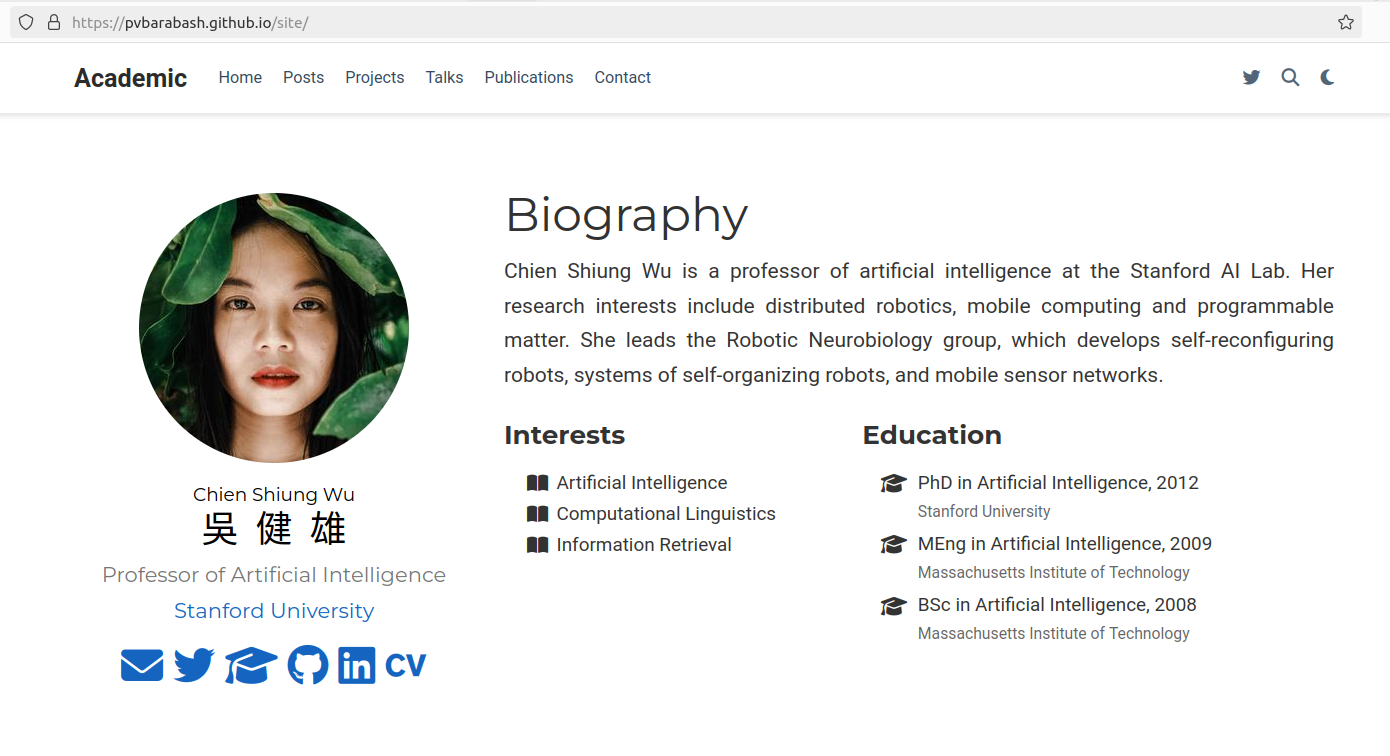 https://pvbarabash.github.io/site/
Academic Home Posts Projects Talks Publications Contact
Biography
Chien Shiung Wu is a professor of artificial intelligence at the Stanford AI Lab. Her
research interests include distributed robotics, mobile computing and programmable
matter. She leads the Robotic Neurobiology group, which develops self-reconfiguring
robots, systems of self-organizing robots, and mobile sensor networks.
Interests
Artificial Intelligence
Computational Linguistics
Information Retrieval
Education
PhD in Artificial Intelligence, 2012
Stanford University
MEng in Artificial Intelligence, 2009
Massachusetts Institute of Technology
BSc in Artificial Intelligence, 2008
Massachusetts Institute of Technology
Chien Shiung Wu
吳健雄
Professor of Artificial Intelligence
Stanford University
in
CV